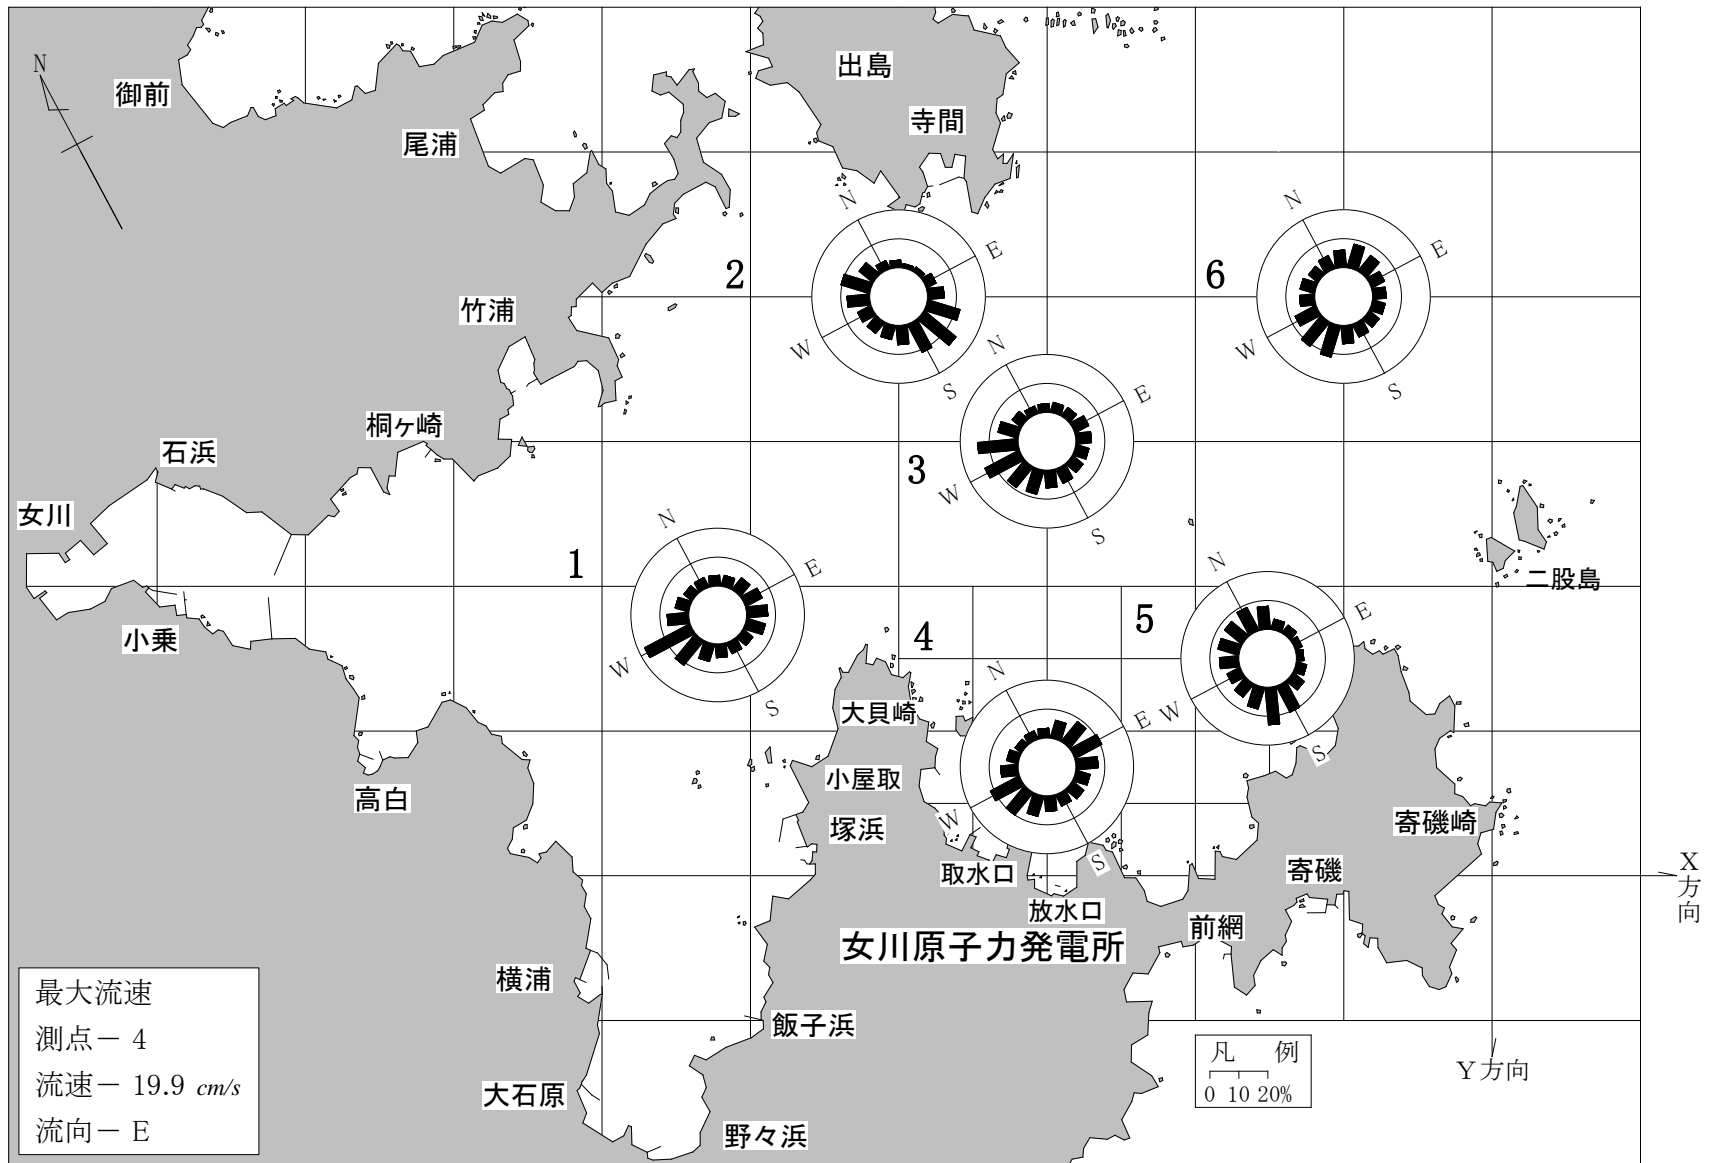 N
御前
尾浦
出島
寺間
竹浦
桐ヶ崎
石浜
女川
小乗
高白
横浦
大石原
野々浜
飯子浜
塚浜
小屋取
大貝崎
取水口
放水口
女川原子力発電所
前網
寄磯
寄磯崎
二股島
1
N
E
S
W
2
N
E
S
W
3
N
E
S
W
4
N
E
S
W
5
N
E
S
W
6
N
E
S
W
X方向
Y方向
最大流速
測点－ 4
流速－ 19.9 cm/s
流向－ E
凡 例
0 10 20%